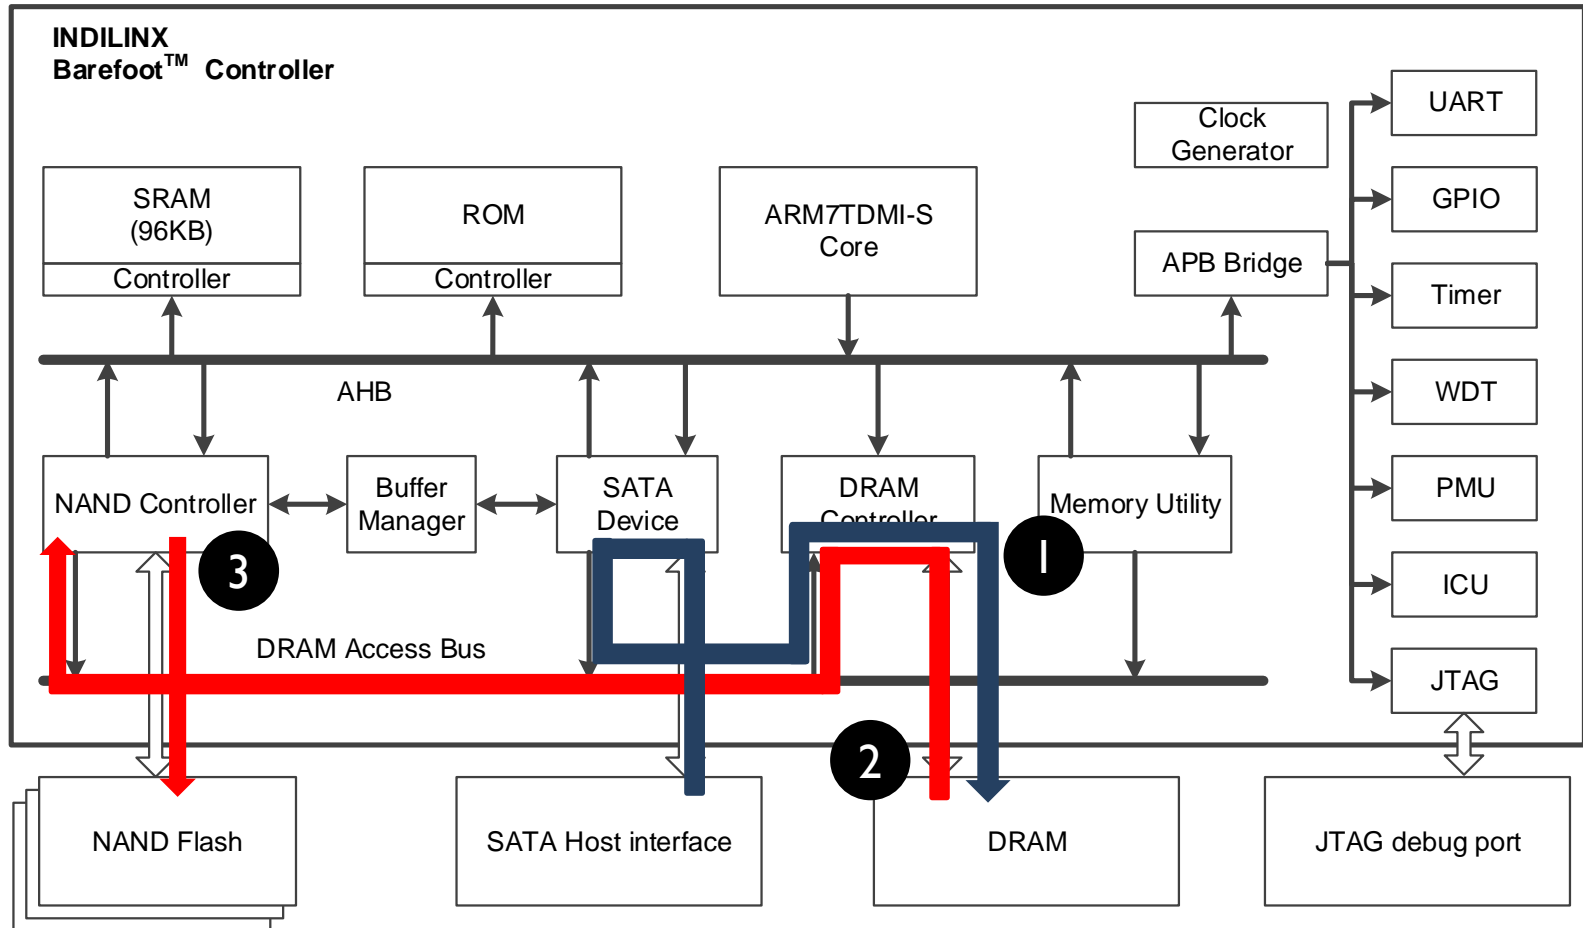 INDILINX
Barefoot™ Controller
UART
Clock
Generator
SRAM
(96KB)
Controller
ROM
Controller
ARM7TDMI-S
Core
GPIO
APB Bridge
Timer
AHB
WDT
NAND Controller
Buffer
Manager
SATA
Device
DRAM
Controller
Memory Utility
PMU
1
3
ICU
DRAM Access Bus
JTAG
2
NAND Flash
SATA Host interface
DRAM
JTAG debug port